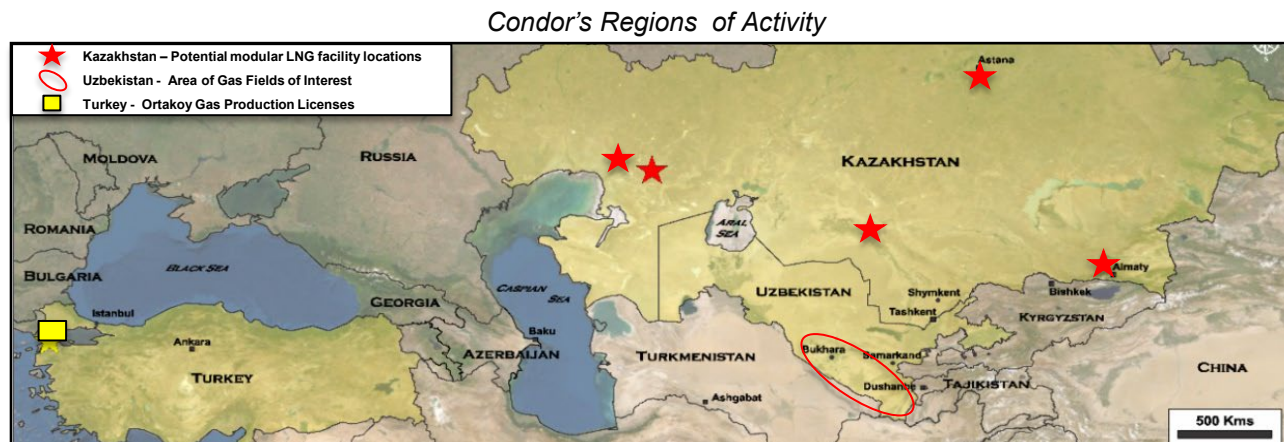 Condor's Regions of Activity
Kazakhstan – Potential modular LNG facility locations
Uzbekistan - Area of Gas Fields of Interest
Turkey - Ortakoy Gas Production Licenses
Astana
MOLDOVA
RUSSIA
KAZAKHSTAN
ROMANIA
ARAL
SEA
BLACK SEA
BULGARIA
CASPIAN
SEA
Almaty
UZBEKISTAN
Bishkek
Shymkent
GEORGIA
Istanbul
Tashkent
KYRGYZSTAN
Baku
Ankara
AZERBAIJAN
TURKMENISTAN
Bukhara
Samarkand
CHINA
TURKEY
Dushanbe
TAJIKISTAN
Ashgabat
500 Kms